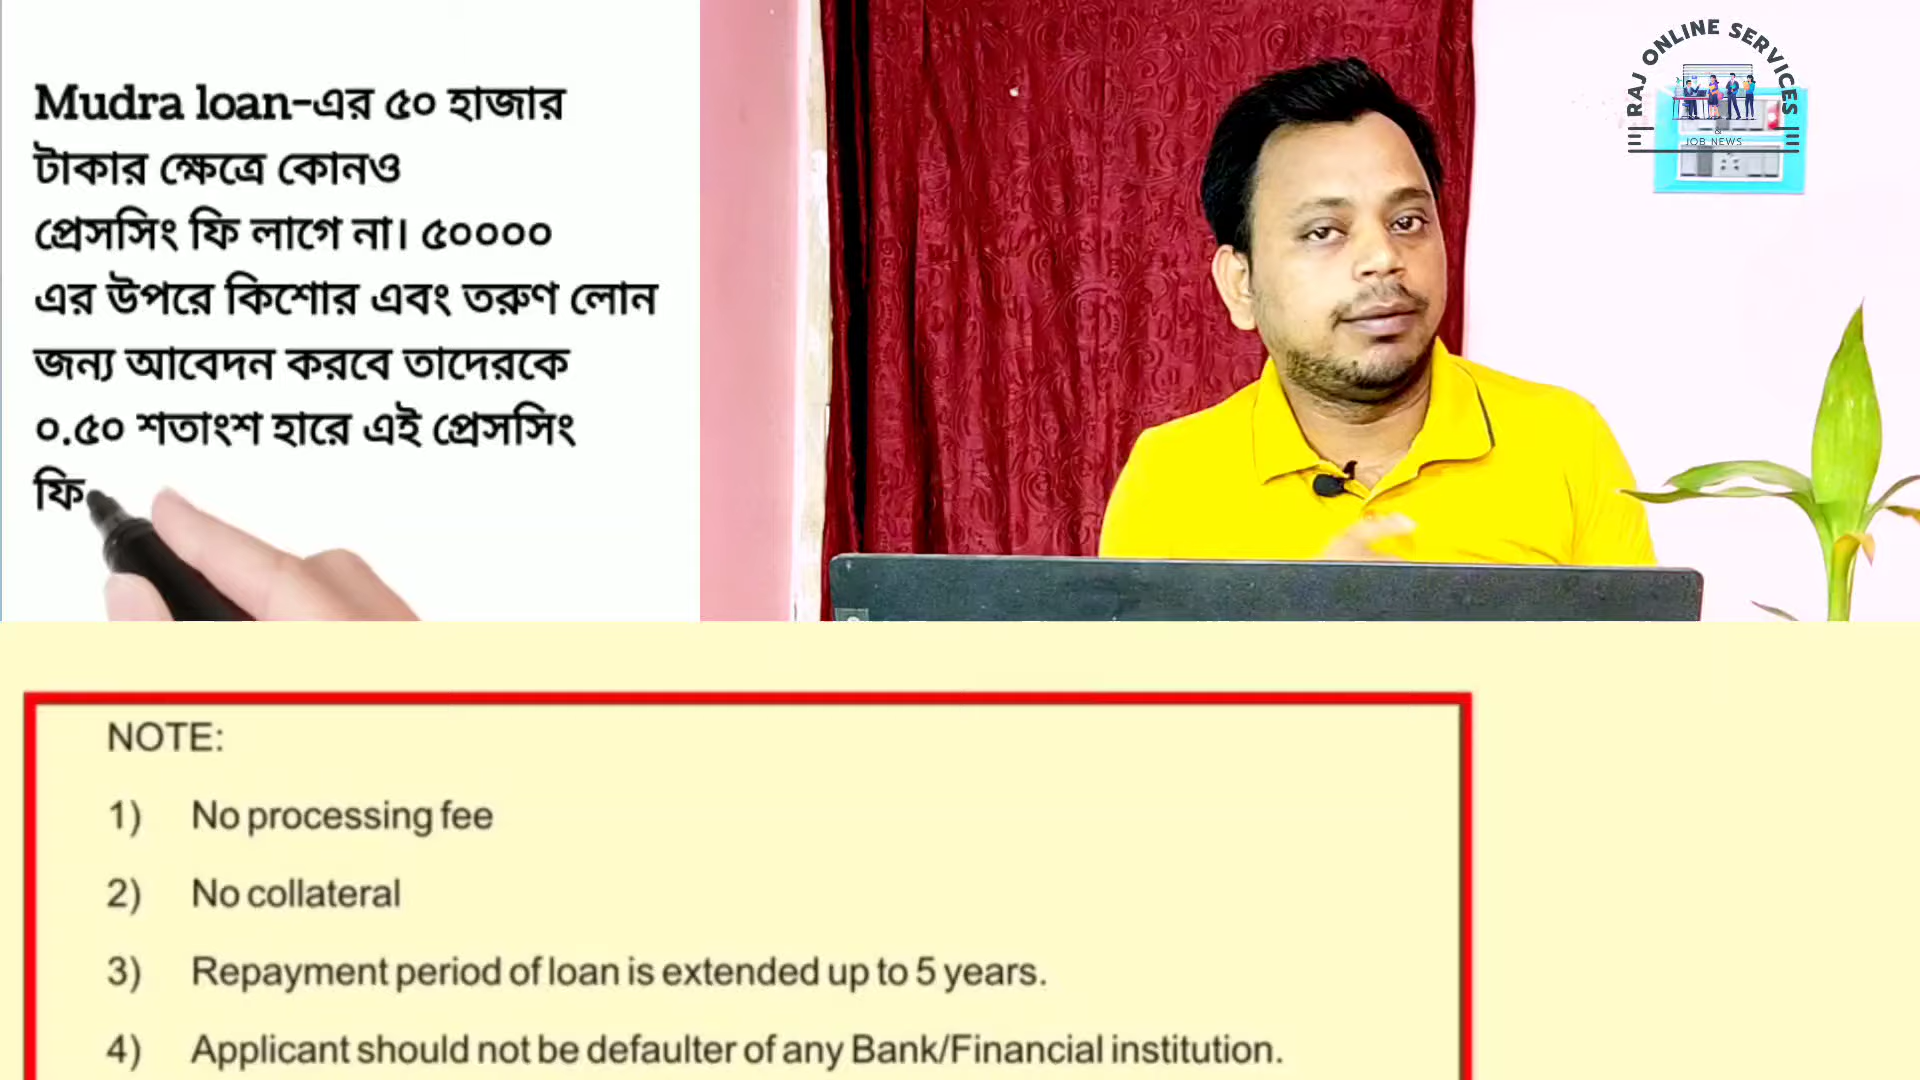 Mudra loan-এর ৫০ হাজার
টাকার ক্ষেত্রে কোনও
প্রেসসিং ফি লাগে না। ৫০০০০
এর উপরে কিশোর এবং তরুণ লোন
জন্য আবেদন করবে তাদেরকে
০.৫০ শতাংশ হারে এই প্রেসসিং
ফি
RAJ ONLINE SERVICES
&
JOB NEWS
NOTE:
1) No processing fee
2) No collateral
3) Repayment period of loan is extended up to 5 years.
4) Applicant should not be defaulter of any Bank/Financial institution.